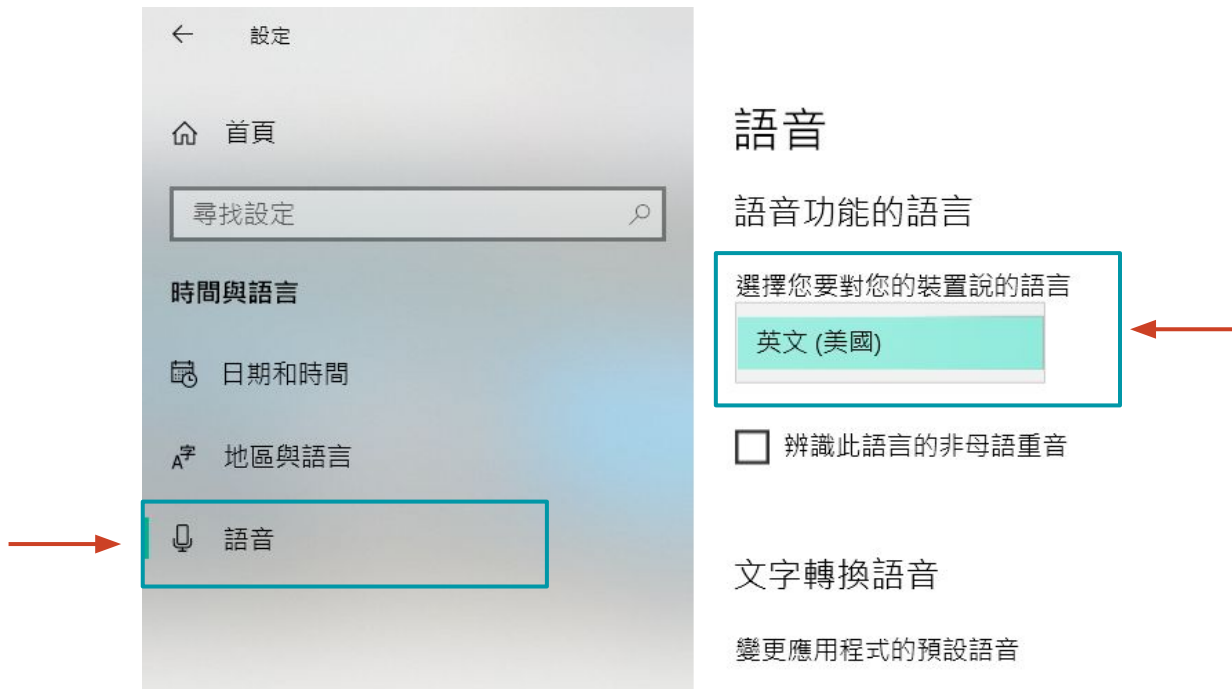 設定
首頁
尋找設定
時間與語言
日期和時間
地區與語言
語音
語音
語音功能的語言
選擇您要對您的裝置說的語言
英文 (美國)
辨識此語言的非母語重音
文字轉換語音
變更應用程式的預設語音